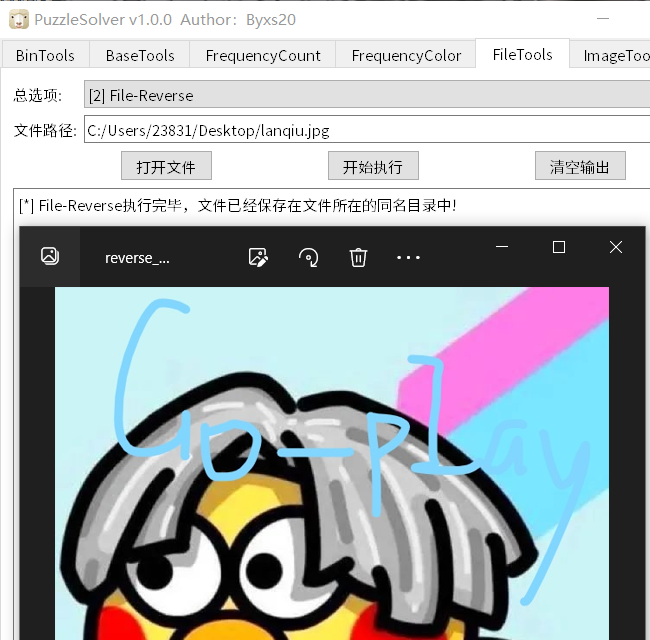 PuzzleSolver v1.0.0 Author: Byxs20
BinTools BaseTools FrequencyCount FrequencyColor FileTools ImageToo
总选项: [2] File-Reverse
文件路径: C:/Users/23831/Desktop/lanqiu.jpg
打开文件 开始执行 清空输出
[*] File-Reverse执行完毕，文件已经保存在文件所在的同名目录中!
reverse_...
Go_play